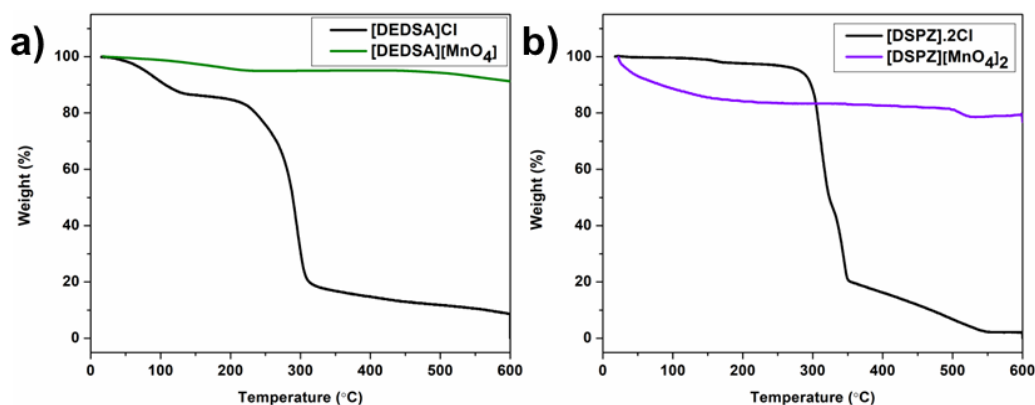 a)
[DEDSA]Cl
[DEDSA][MnO4]
100
80
60
40
20
0
Weight (%)
0 100 200 300 400 500 600
Temperature (°C)
b)
[DSPZ].2Cl
[DSPZ][MnO4]2
100
80
60
40
20
0
Weight (%)
0 100 200 300 400 500 600
Temperature (°C)